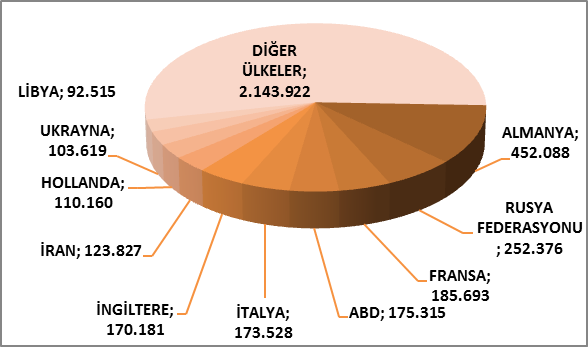 DİĞER
ÜLKELER;
2.143.922
ALMANYA;
452.088
RUSYA
FEDERASYONU
; 252.376
FRANSA;
185.693
ABD; 175.315
İTALYA;
173.528
İNGİLTERE;
170.181
İRAN; 123.827
HOLLANDA;
110.160
UKRAYNA;
103.619
LİBYA; 92.515